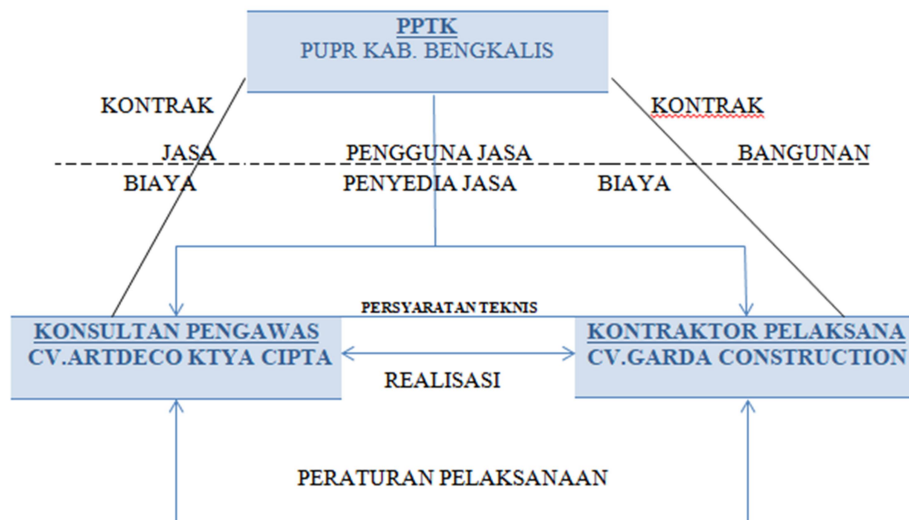 PPTK
PUPR KAB. BENGKALIS
KONTRAK
KONTRAK
JASA
PENGGUNA JASA
BANGUNAN
BIAYA
PENYEDIA JASA
BIAYA
PERSYARATAN TEKNIS
KONSULTAN PENGAWAS
CV.ARTDECO KTYA CIPTA
KONTRAKTOR PELAKSANA
CV.GARDA CONSTRUCTION
REALISASI
PERATURAN PELAKSANAAN